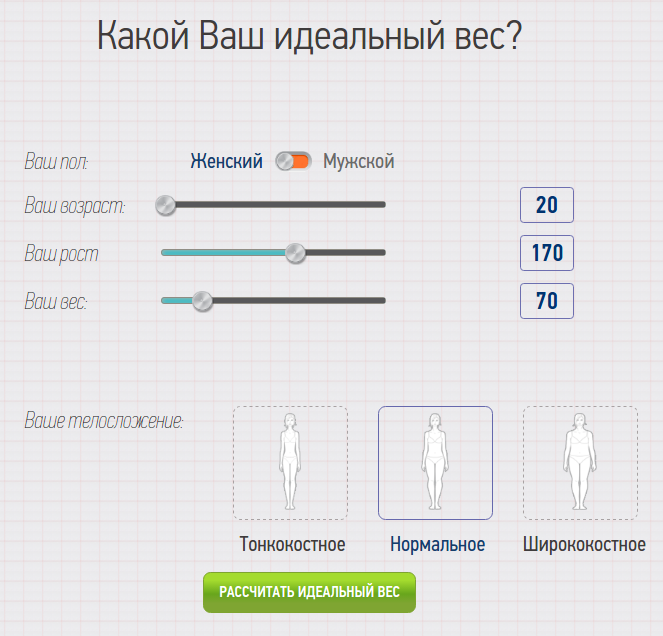 Какой Ваш идеальный вес?
Ваш пол: Женский Мужской
Ваш возраст: 20
Ваш рост 170
Ваш вес: 70
Ваше телосложение:
Тонкокостное Нормальное Ширококостное
РАССЧИТАТЬ ИДЕАЛЬНЫЙ ВЕС